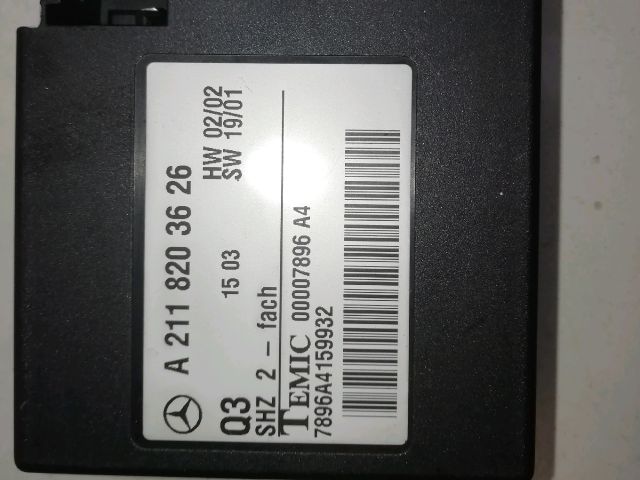 A 211 820 36 26
Q3 15 03 HW 02/02
SHZ 2 - fach SW 19/01
TEMIC 00007896 A4
7896A4159932